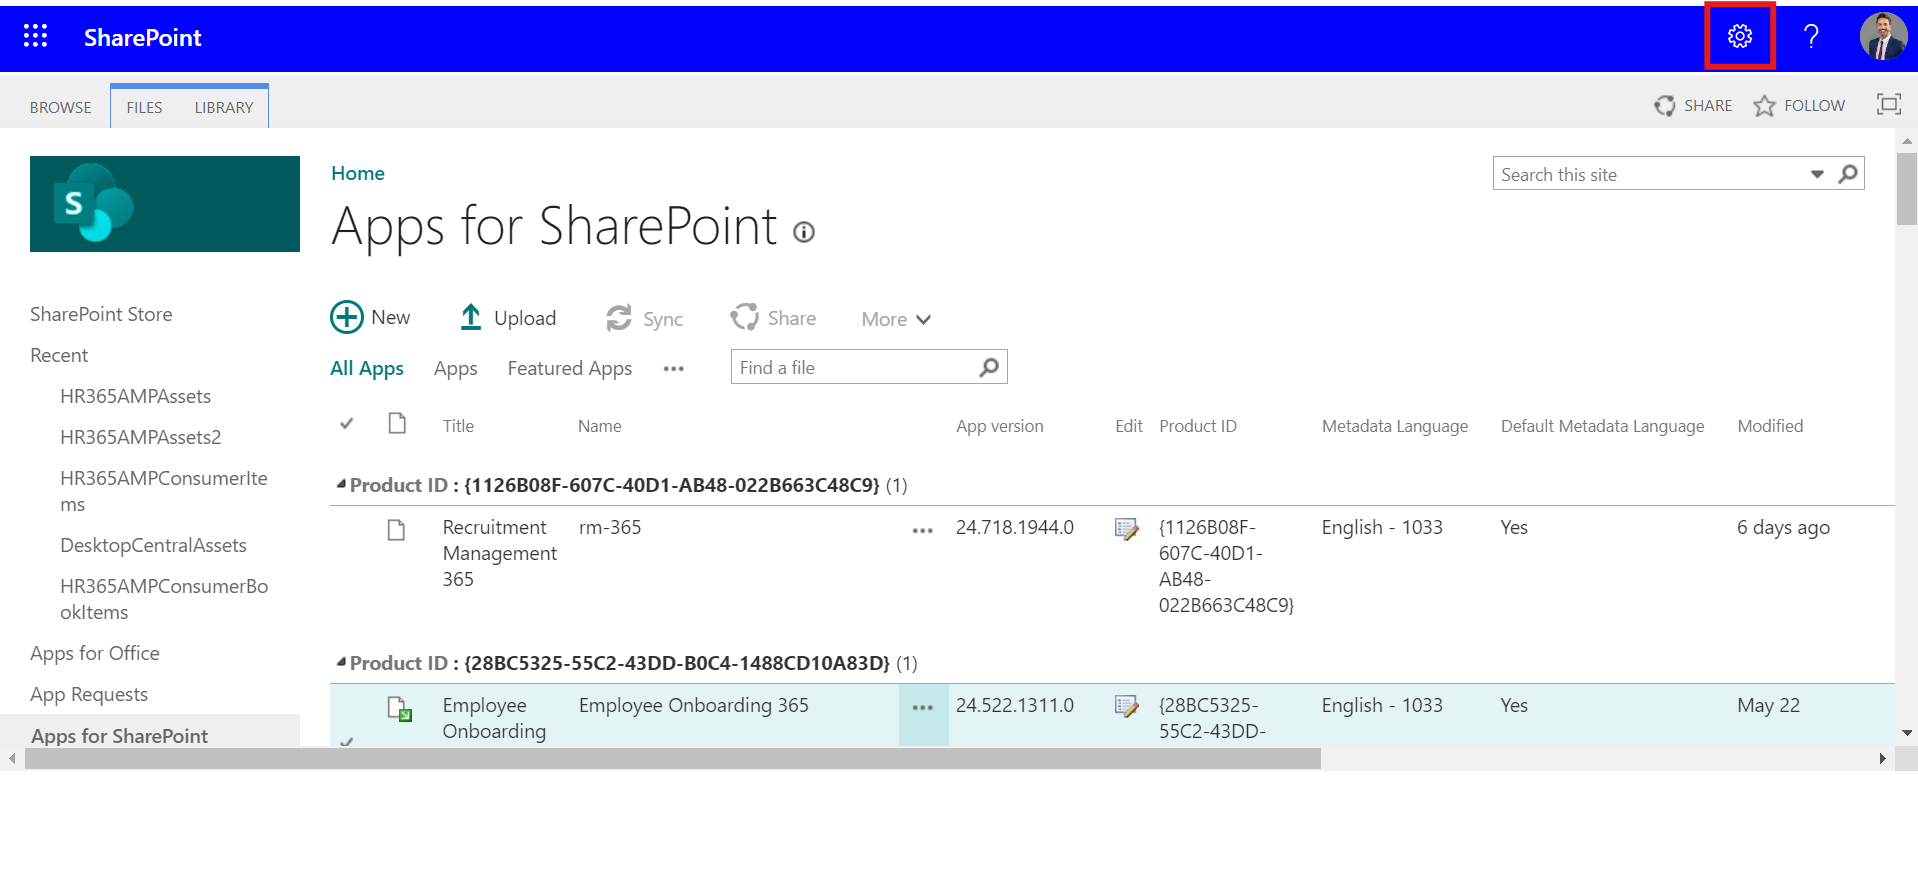 SharePoint
?
BROWSE FILES LIBRARY SHARE FOLLOW
S
Home
Search this site
Apps for SharePoint
SharePoint Store
Recent
HR365AMPAssets
HR365AMPAssets2
HR365AMPConsumerIte
ms
DesktopCentralAssets
HR365AMPConsumerBo
okItems
Apps for Office
App Requests
Apps for SharePoint
New Upload Sync Share More
All Apps Apps Featured Apps ••• Find a file
Title Name App version Edit Product ID Metadata Language Default Metadata Language Modified
Product ID : {1126B08F-607C-40D1-AB48-022B663C48C9} (1)
Recruitment rm-365 ••• 24.718.1944.0 {1126B08F- English - 1033 Yes 6 days ago
Management 607C-40D1-
365 AB48-
022B663C48C9}
Product ID : {28BC5325-55C2-43DD-B0C4-1488CD10A83D} (1)
Employee Employee Onboarding 365 ••• 24.522.1311.0 {28BC5325- English - 1033 Yes May 22
Onboarding 55C2-43DD-